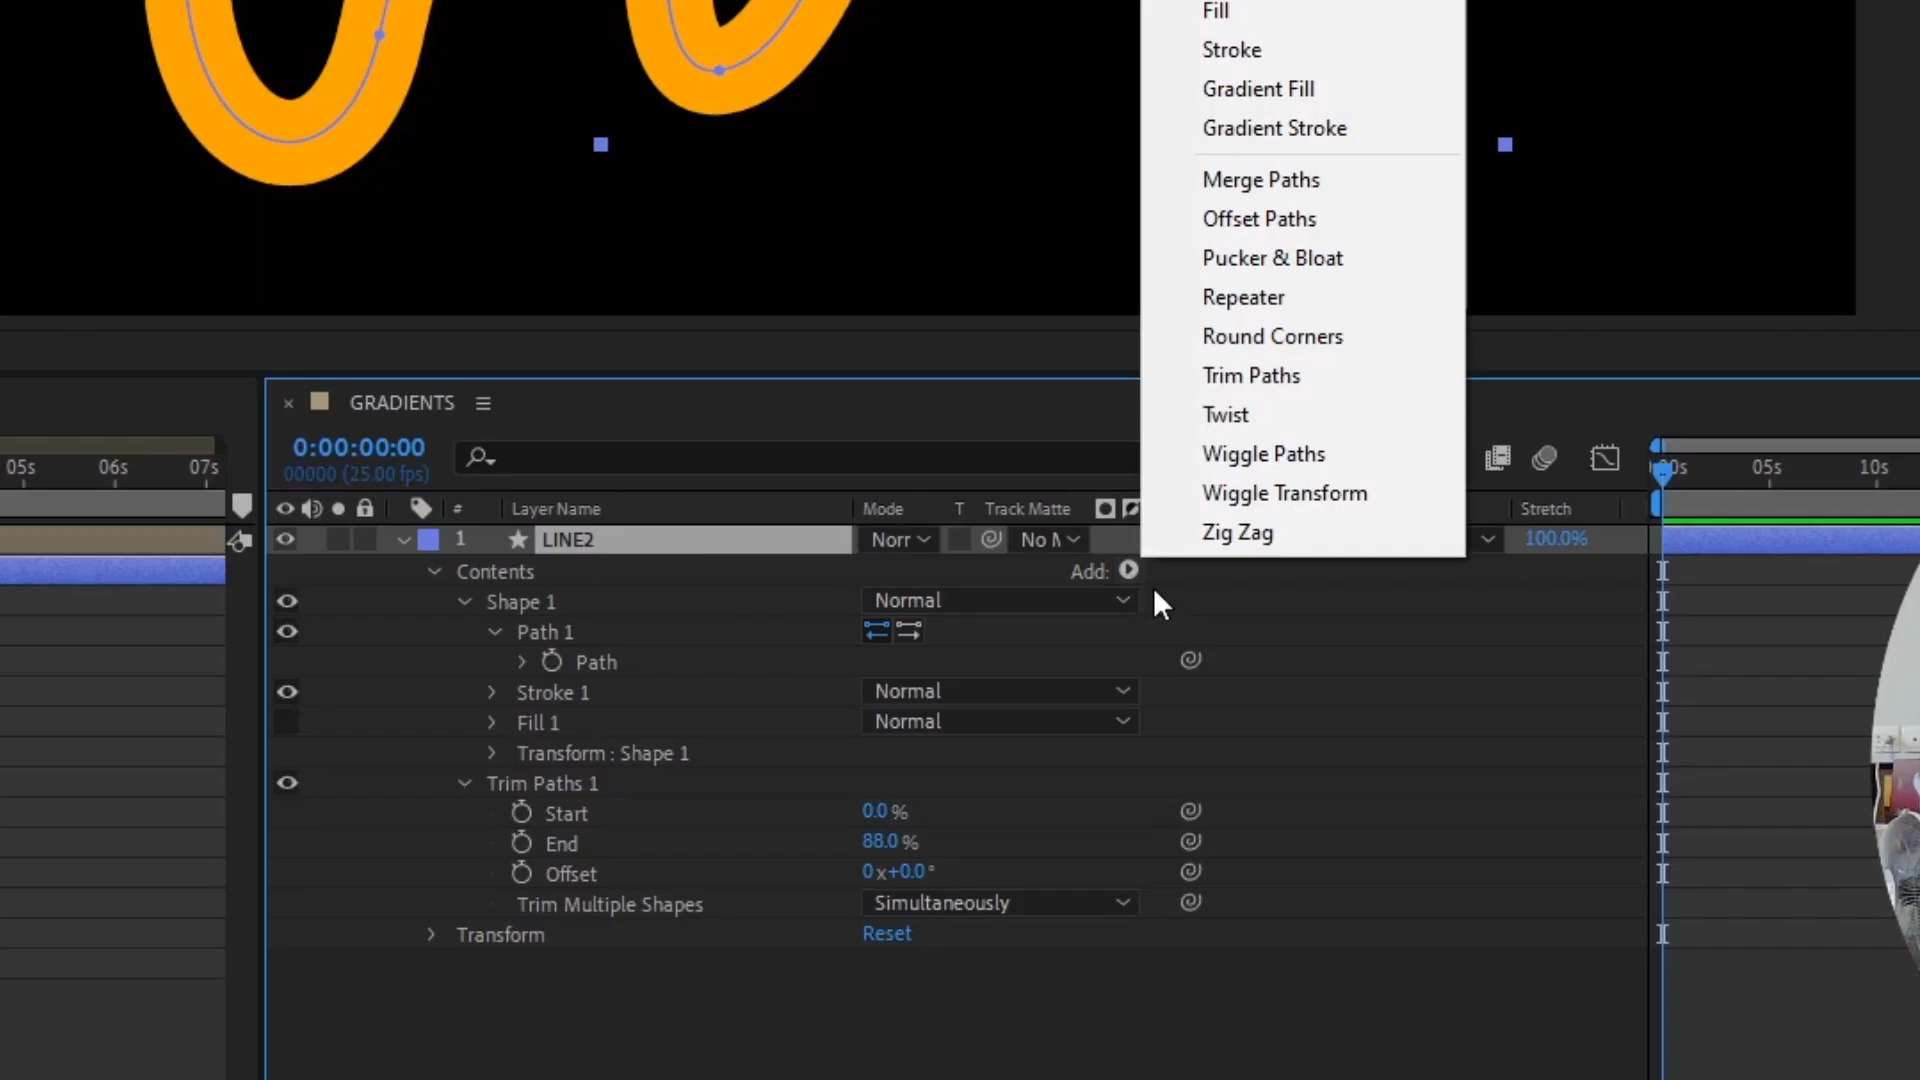 Fill
Stroke
Gradient Fill
Gradient Stroke
Merge Paths
Offset Paths
Pucker & Bloat
Repeater
Round Corners
Trim Paths
Twist
Wiggle Paths
Wiggle Transform
Zig Zag
GRADIENTS
0:00:00:00
00000 (25.00 fps)
05s 06s 07s
00s 05s 10s
# Layer Name Mode T Track Matte Stretch
1 LINE2 Norr No M 100.0%
Contents Add:
Shape 1 Normal
Path 1
Path
Stroke 1 Normal
Fill 1 Normal
Transform : Shape 1
Trim Paths 1
Start 0.0 %
End 88.0 %
Offset 0x+0.0°
Trim Multiple Shapes Simultaneously
Transform Reset